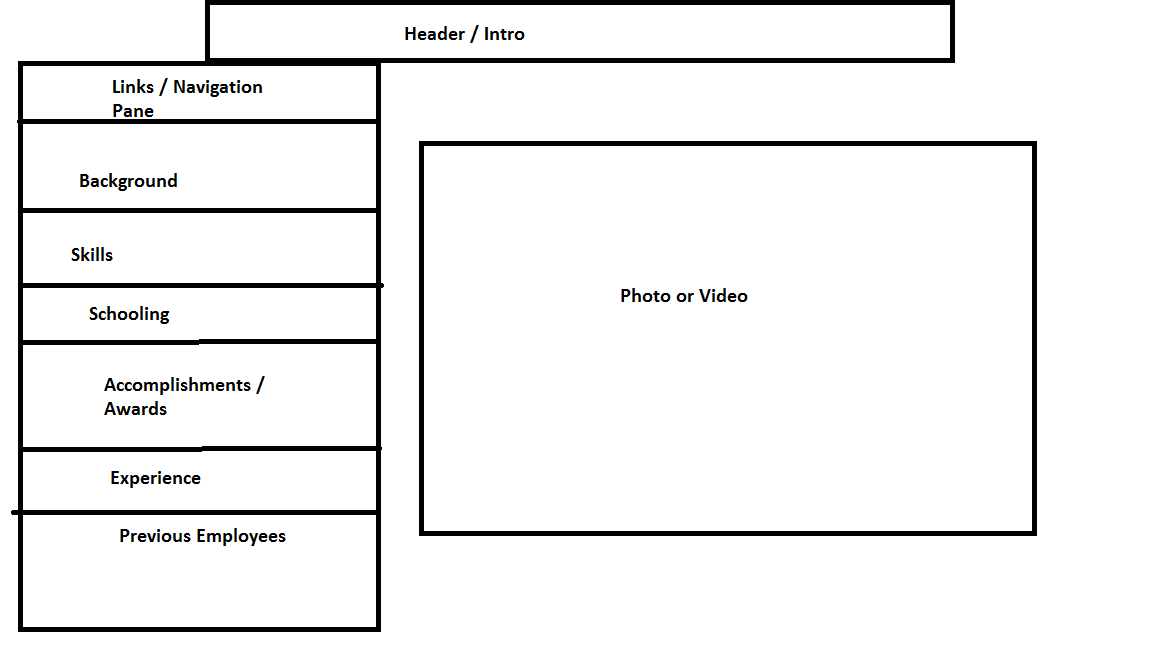 Header / Intro
Links / Navigation
Pane
Background
Skills
Schooling
Accomplishments /
Awards
Experience
Previous Employees
Photo or Video